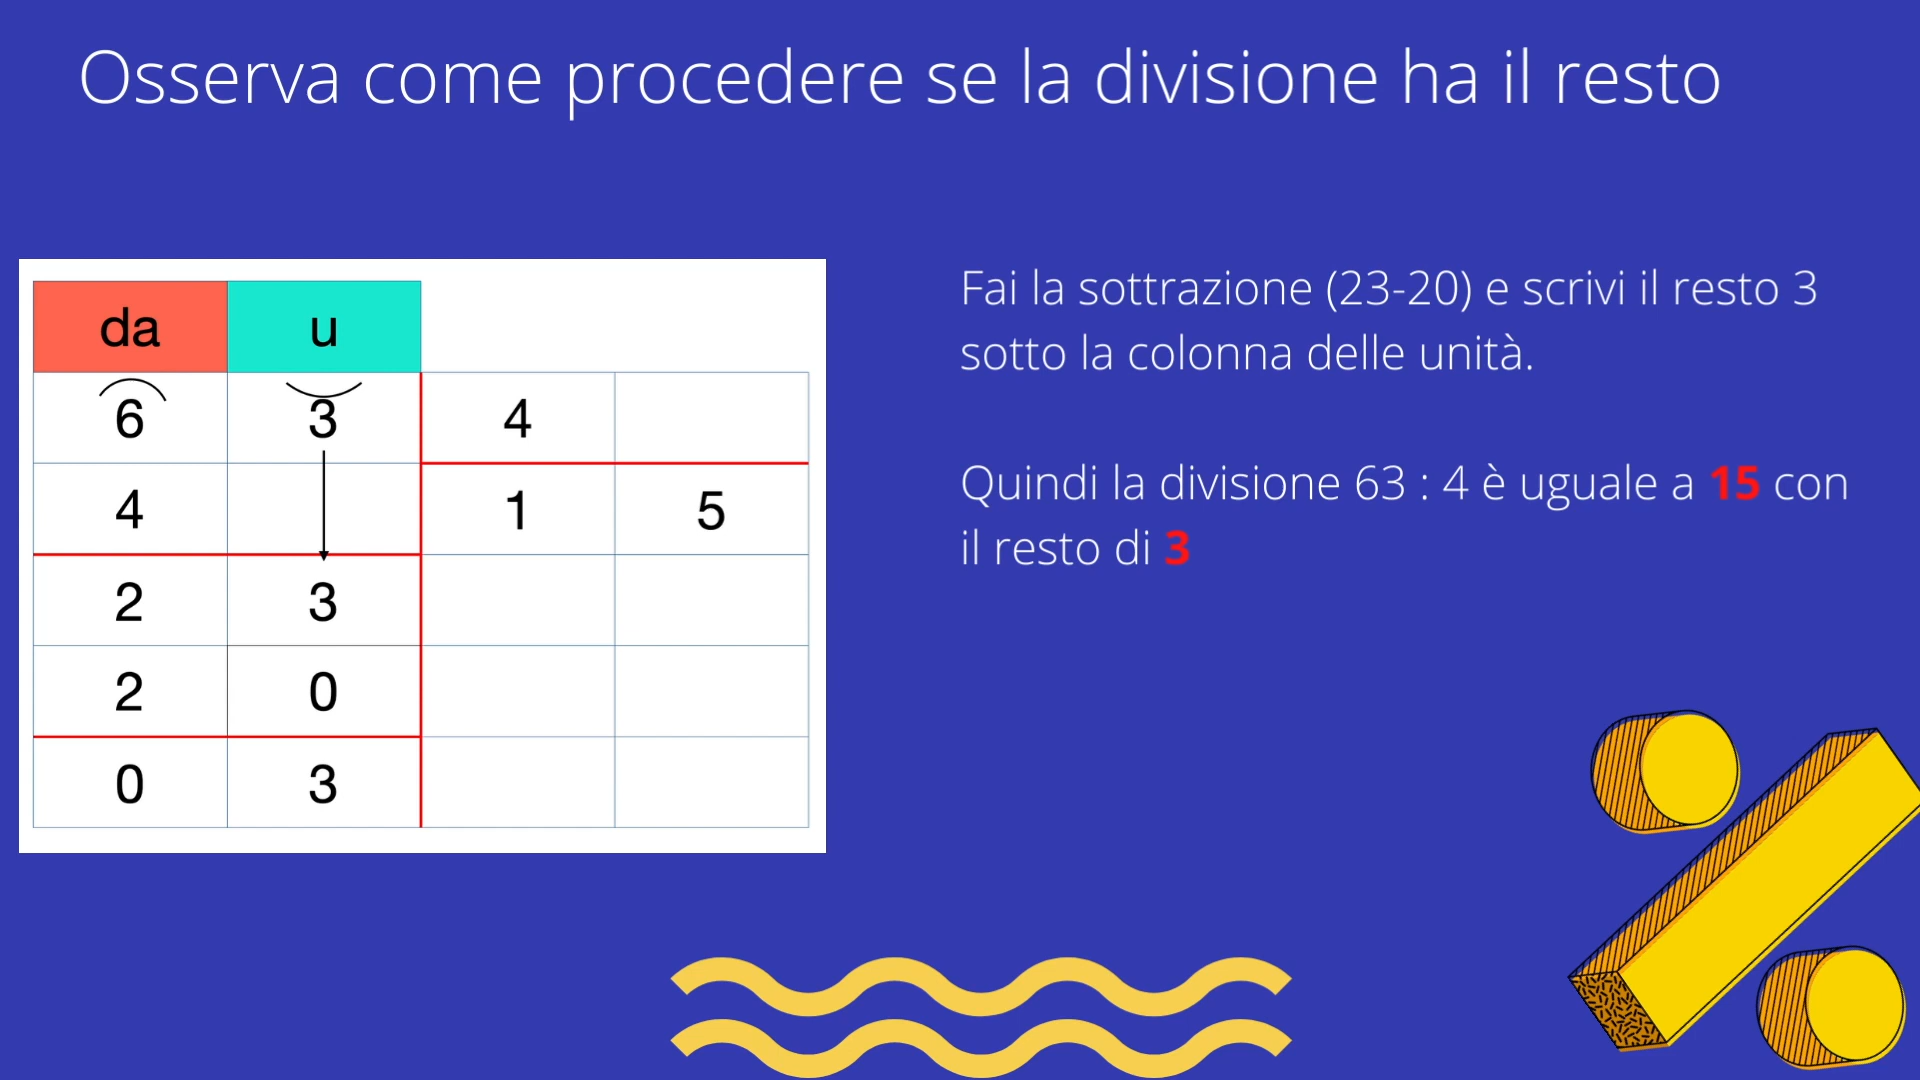 Osserva come procedere se la divisione ha il resto
da u
6 3 4
4 1 5
2 3
2 0
0 3
Fai la sottrazione (23-20) e scrivi il resto 3
sotto la colonna delle unità.
Quindi la divisione 63 : 4 è uguale a 15 con
il resto di 3